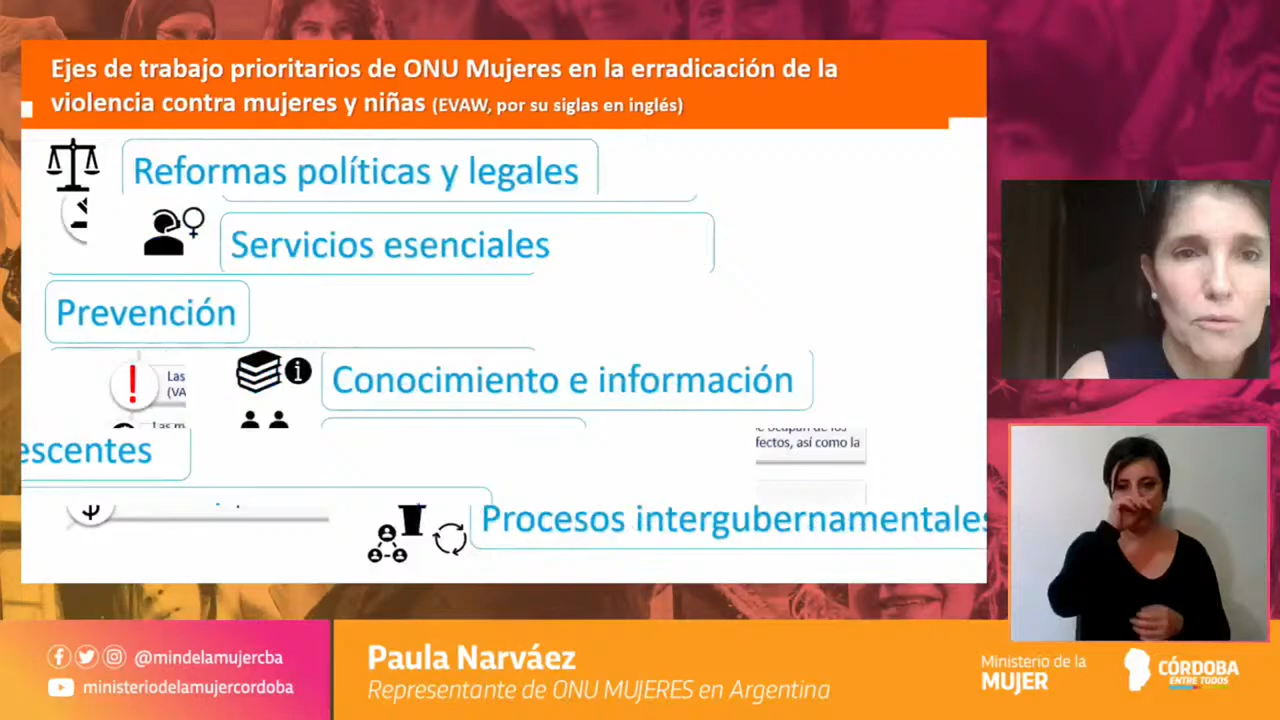 Ejes de trabajo prioritarios de ONU Mujeres en la erradicación de la
violencia contra mujeres y niñas (EVAW, por su siglas en inglés)
Reformas políticas y legales
Servicios esenciales
Prevención
Las
(VA
Conocimiento e información
escentes
fectos, así como la
Procesos intergubernamentales
@mindelamujercba
ministeriodelamujercordoba
Paula Narváez
Representante de ONU MUJERES en Argentina
Ministerio de la
MUJER
CÓRDOBA
ENTRE TODOS